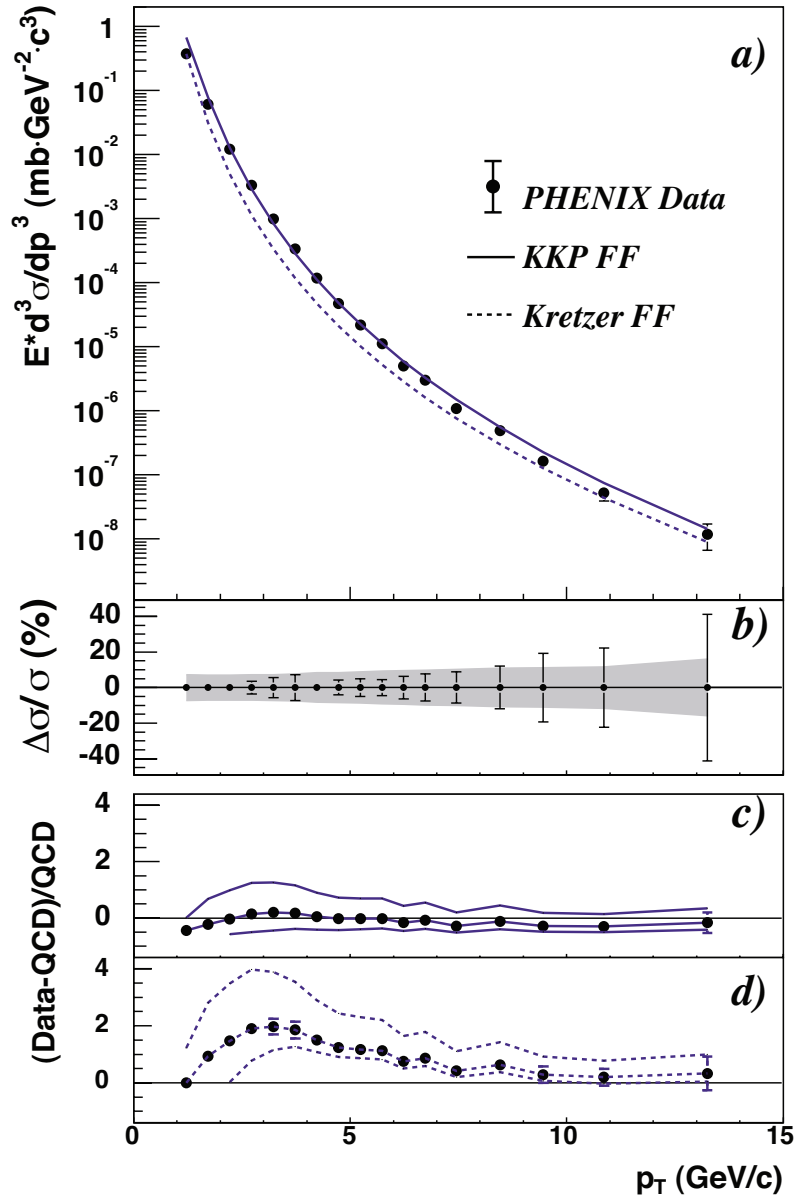 a)
E*d³σ/dp³ (mb·GeV⁻²·c³)
1
10⁻¹
10⁻²
10⁻³
10⁻⁴
10⁻⁵
10⁻⁶
10⁻⁷
10⁻⁸
PHENIX Data
KKP FF
Kretzer FF
b)
Δσ/σ (%)
40
20
0
-20
-40
c)
(Data-QCD)/QCD
4
2
0
d)
4
2
0
0 5 10 15
p_T (GeV/c)